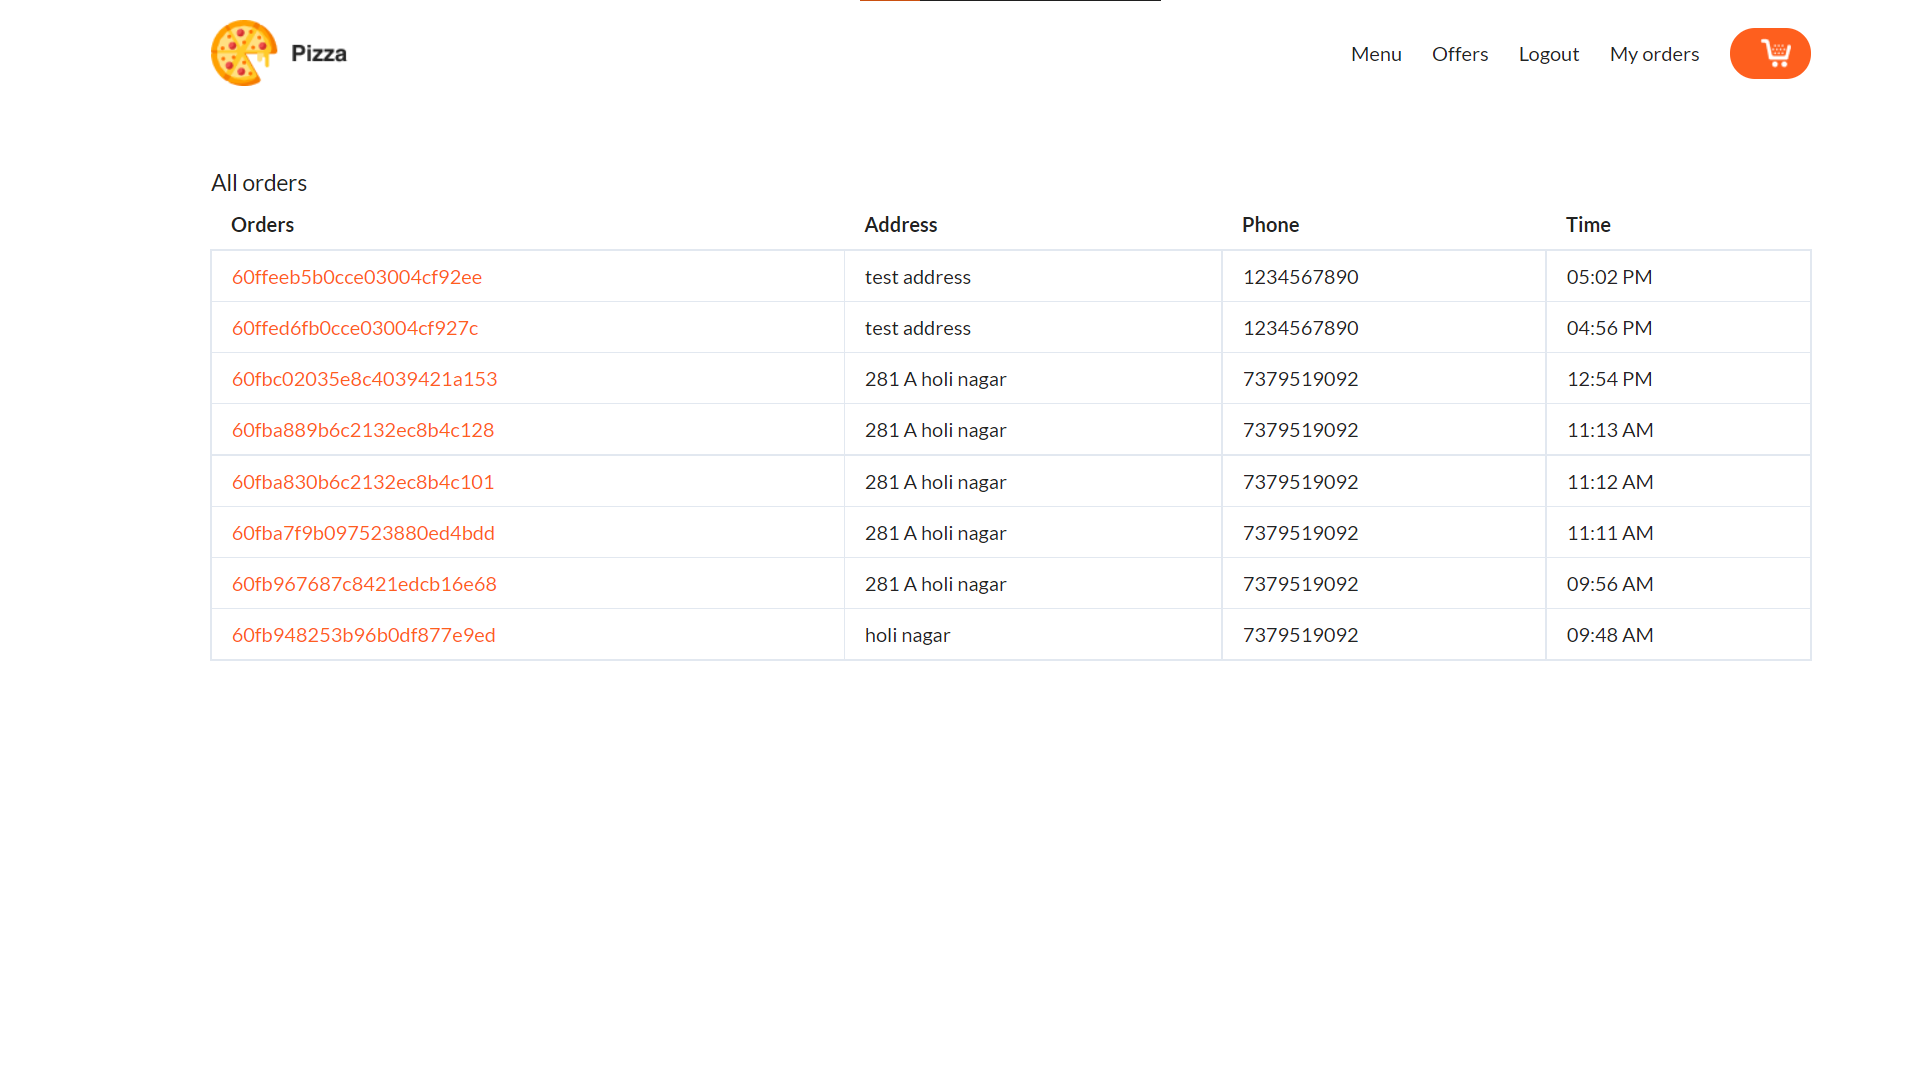 Pizza
Menu Offers Logout My orders
All orders
Orders Address Phone Time
60ffeeb5b0cce03004cf92ee test address 1234567890 05:02 PM
60ffed6fb0cce03004cf927c test address 1234567890 04:56 PM
60fbc02035e8c4039421a153 281 A holi nagar 7379519092 12:54 PM
60fba889b6c2132ec8b4c128 281 A holi nagar 7379519092 11:13 AM
60fba830b6c2132ec8b4c101 281 A holi nagar 7379519092 11:12 AM
60fba7f9b097523880ed4bdd 281 A holi nagar 7379519092 11:11 AM
60fb967687c8421edcb16e68 281 A holi nagar 7379519092 09:56 AM
60fb948253b96b0df877e9ed holi nagar 7379519092 09:48 AM